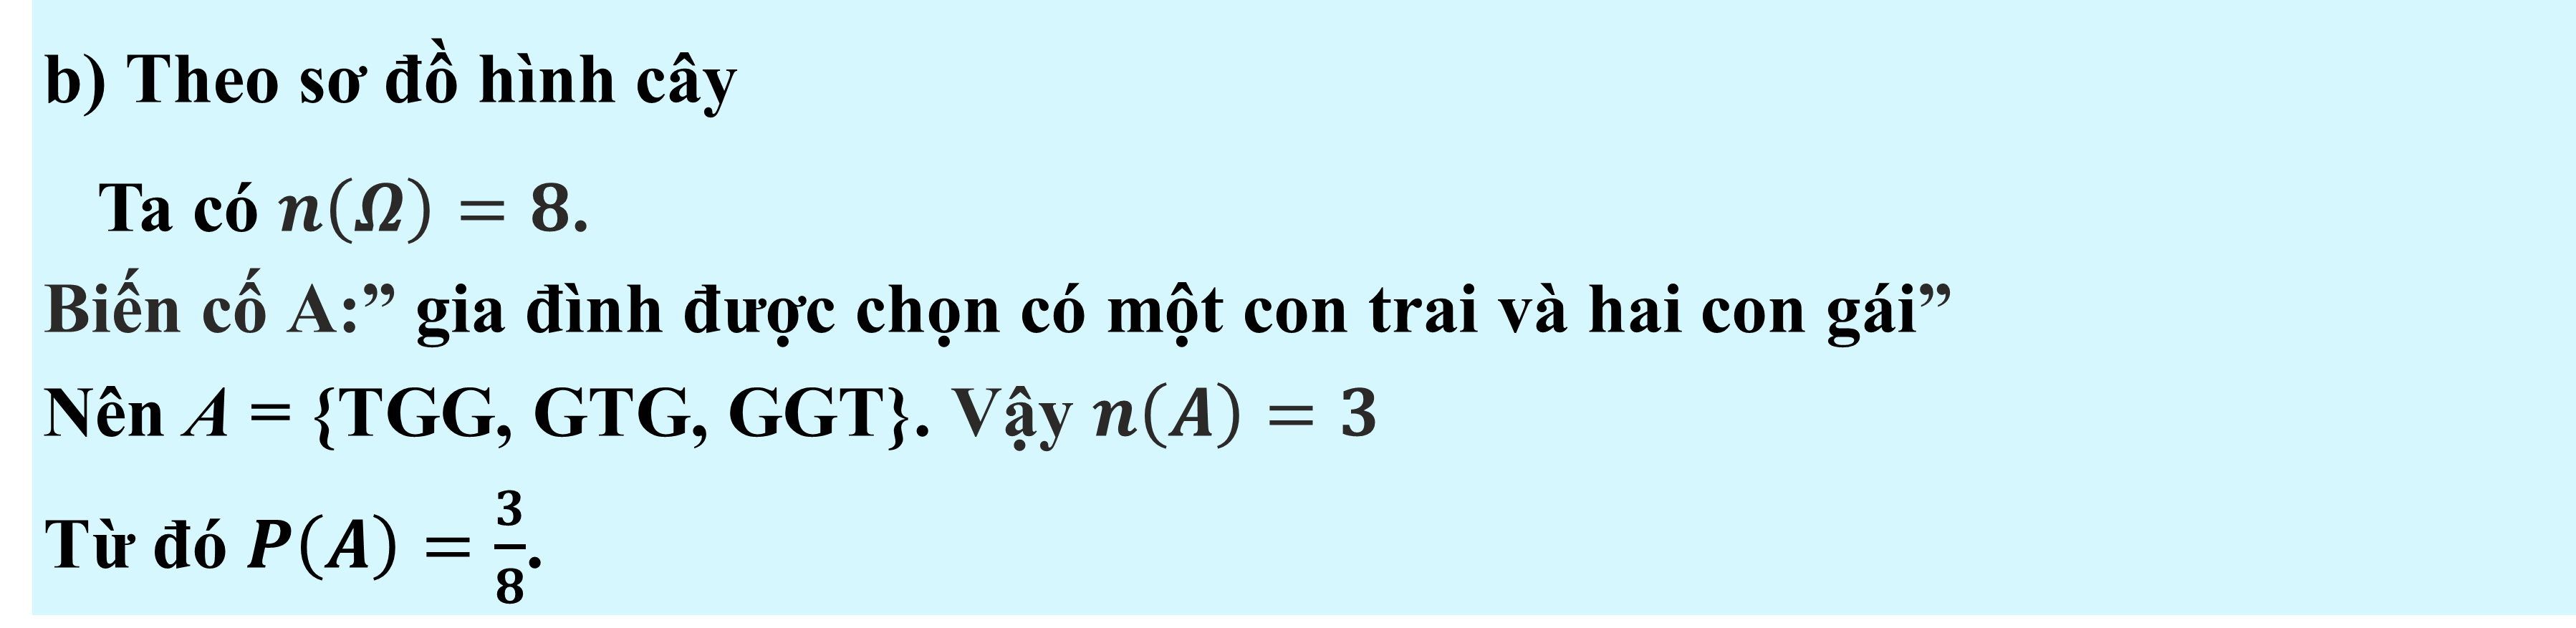 b) Theo sơ đồ hình cây
Ta có 𝒏(𝜴) = 𝟖.
Biến cố A:” gia đình được chọn có một con trai và hai con gái”
Nên A = {TGG, GTG, GGT}. Vậy 𝒏(𝑨) = 𝟑
Từ đó 𝑷(𝑨) = 𝟑/𝟖.